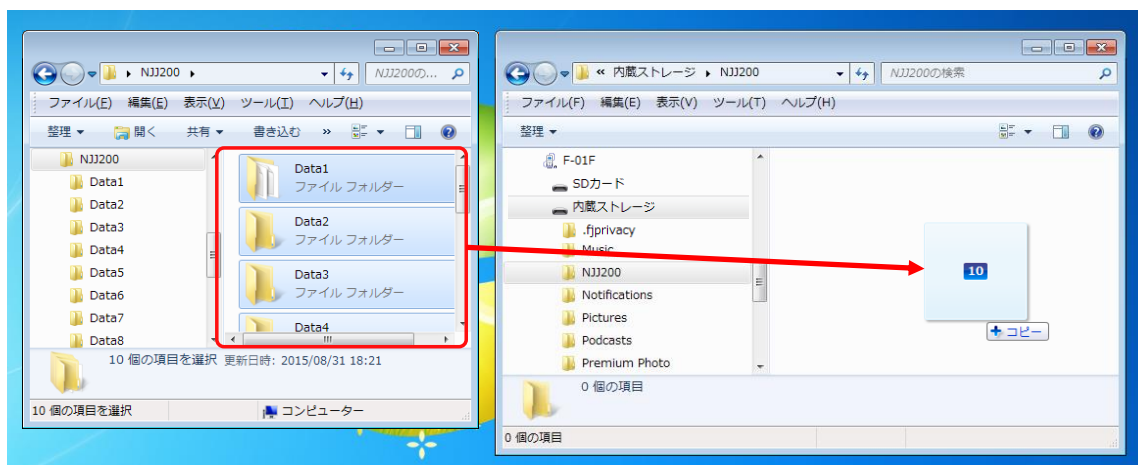 NJJ200
NJJ200の...
ファイル(F) 編集(E) 表示(V) ツール(T) ヘルプ(H)
整理 開く 共有 書き込む »
NJJ200
Data1
Data2
Data3
Data4
Data5
Data6
Data7
Data8
Data1
ファイル フォルダー
Data2
ファイル フォルダー
Data3
ファイル フォルダー
Data4
10 個の項目を選択 更新日時: 2015/08/31 18:21
10 個の項目を選択
コンピューター
« 内蔵ストレージ NJJ200
NJJ200の検索
ファイル(F) 編集(E) 表示(V) ツール(T) ヘルプ(H)
整理
F-01F
SDカード
内蔵ストレージ
.fjprivacy
Music
NJJ200
Notifications
Pictures
Podcasts
Premium Photo
10
コピー
0 個の項目
0 個の項目